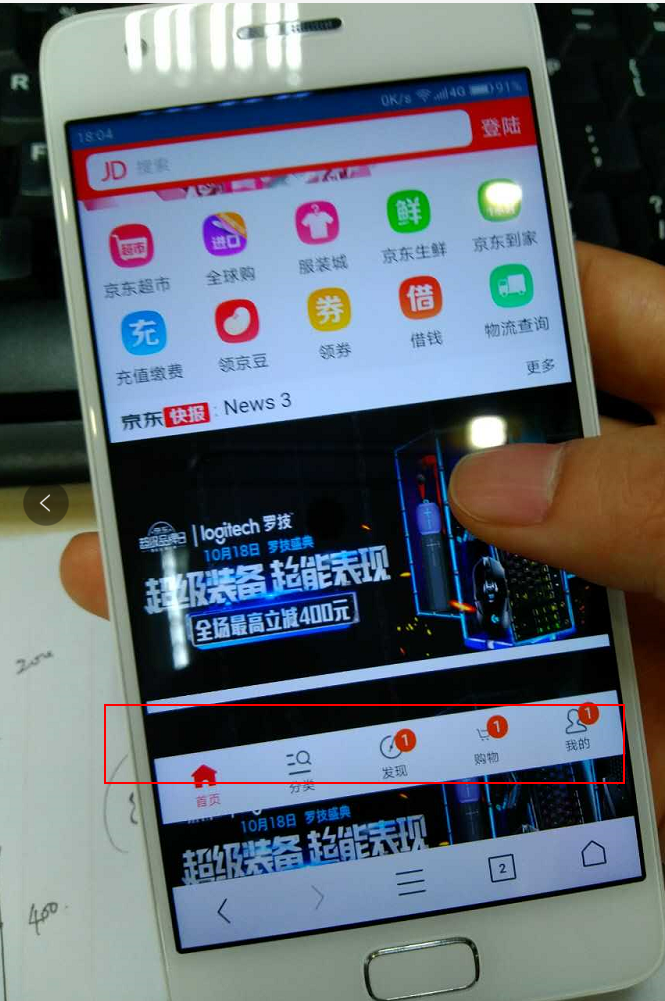 18:04 0K/s 4G 91%
JD 搜索 登陆
超市 进口 鲜
京东超市 全球购 服装城 京东生鲜 京东到家
充 券 借
充值缴费 领京豆 领券 借钱 物流查询
更多
京东 快报 : News 3
超级品牌日 logitech 罗技
10月18日 罗技盛典
超级装备 超能表现
全场最高立减400元
1 1 1
首页 分类 发现 购物 我的
10月18日 罗技盛典
超级装备 超能表现
2
400
R
F